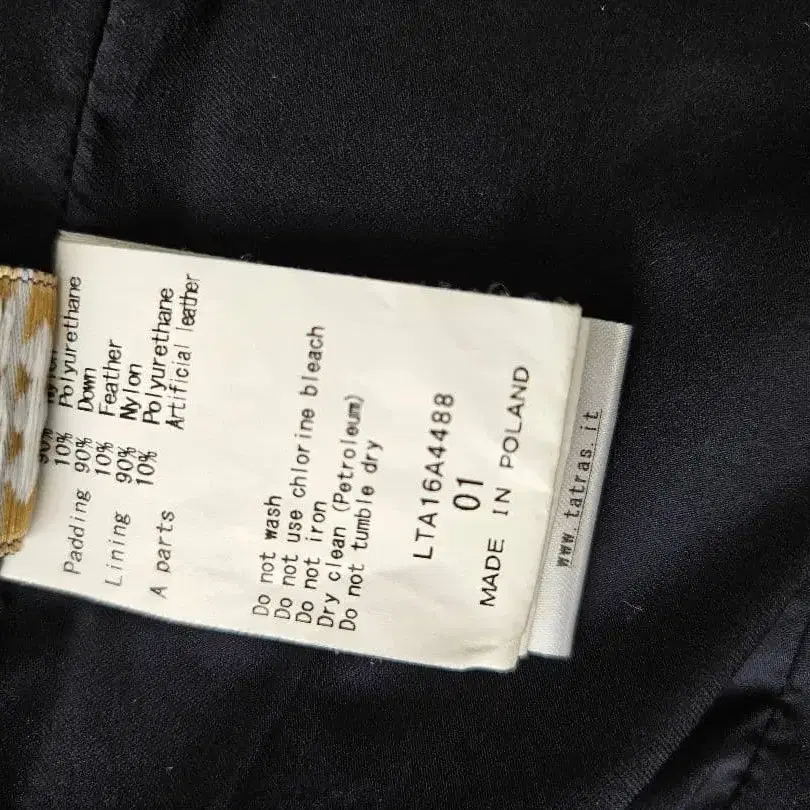 10% Polyurethane
Padding 90% Down
10% Feather
Lining 90% Nylon
10% Polyurethane
A parts Artificial leather
Do not wash
Do not use chlorine bleach
Do not iron
Dry clean (Petroleum)
Do not tumble dry
LTA16A4488
01
MADE IN POLAND
www.tatras.it